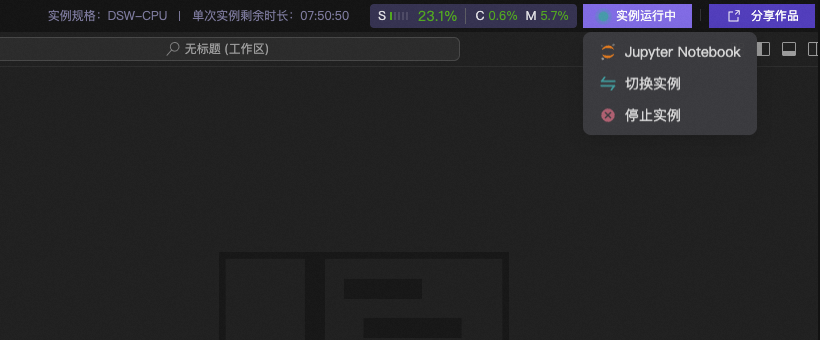 实例规格：DSW-CPU | 单次实例剩余时长：07:50:50 S 23.1% C 0.6% M 5.7% 实例运行中 分享作品
无标题 (工作区)
Jupyter Notebook
切换实例
停止实例